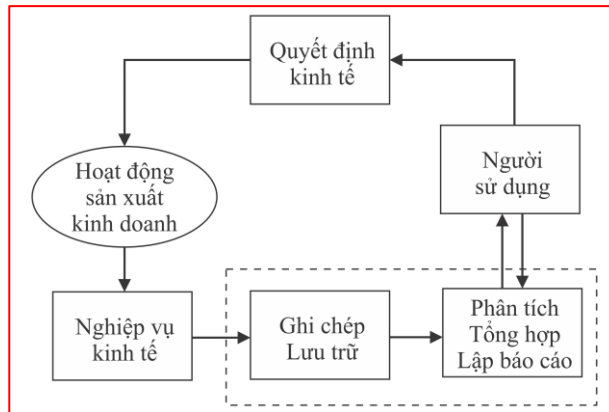 Quyết định
kinh tế
Người
sử dụng
Hoạt động
sản xuất
kinh doanh
Nghiệp vụ
kinh tế
Ghi chép
Lưu trữ
Phân tích
Tổng hợp
Lập báo cáo